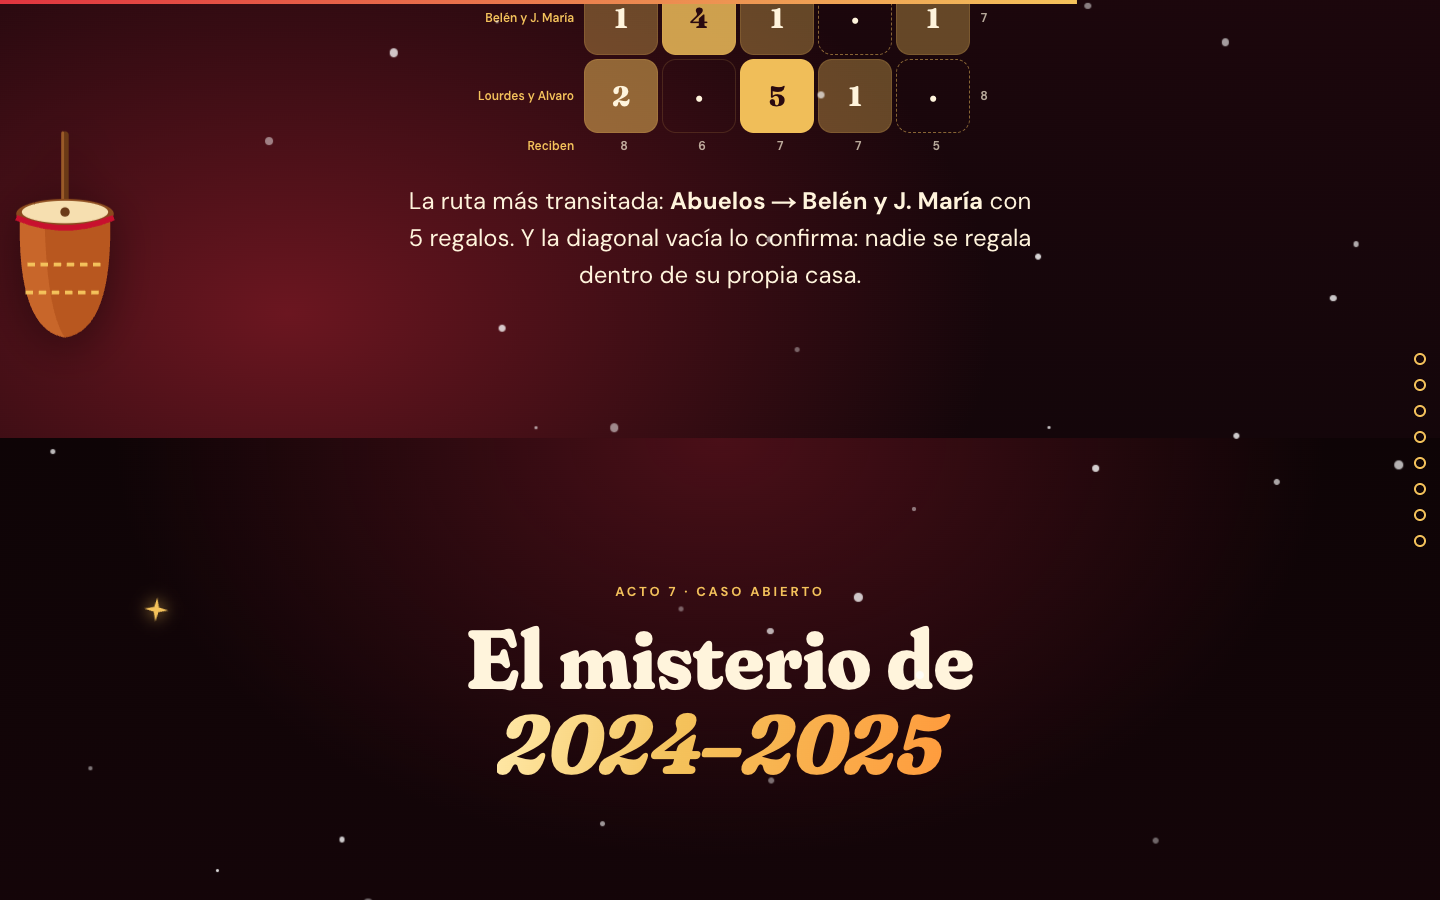 Belén y J. María 1 4 1 · 1 7
Lourdes y Alvaro 2 · 5 1 · 8
Reciben 8 6 7 7 5
La ruta más transitada: Abuelos → Belén y J. María con
5 regalos. Y la diagonal vacía lo confirma: nadie se regala
dentro de su propia casa.
ACTO 7 · CASO ABIERTO
El misterio de
2024–2025